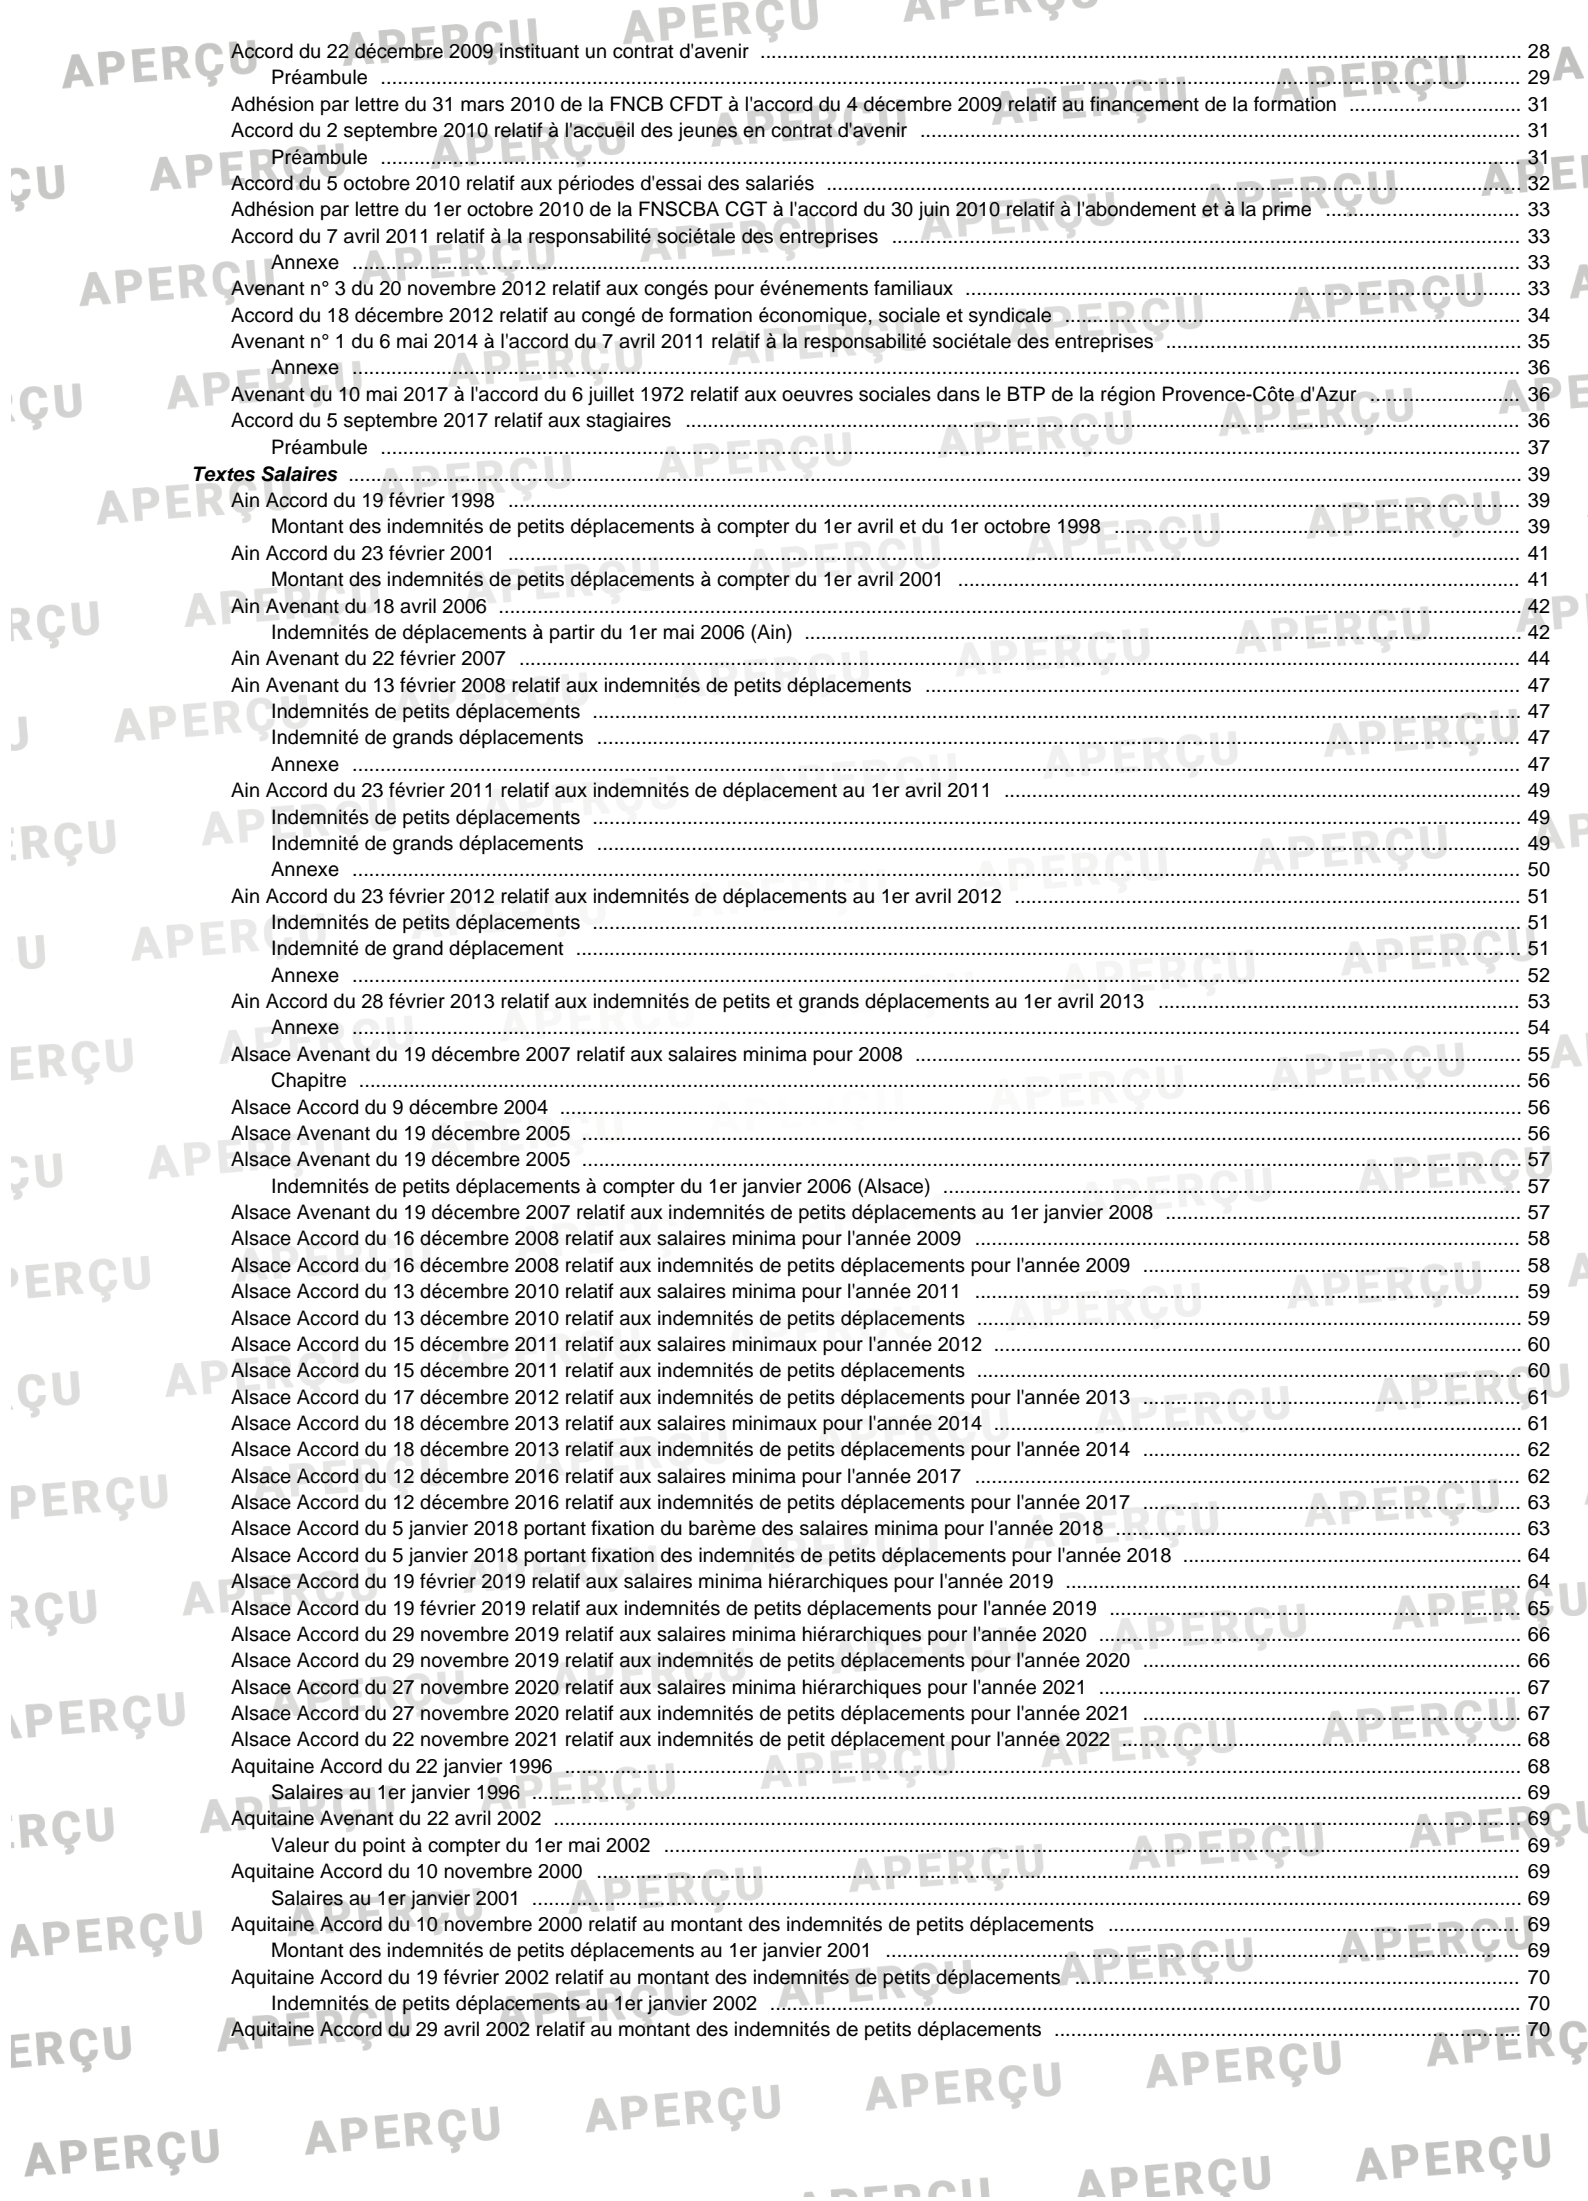 Accord du 22 décembre 2009 instituant un contrat d'avenir 28
Préambule 29
Adhésion par lettre du 31 mars 2010 de la FNCB CFDT à l'accord du 4 décembre 2009 relatif au financement de la formation 31
Accord du 2 septembre 2010 relatif à l'accueil des jeunes en contrat d'avenir 31
Préambule 31
Accord du 5 octobre 2010 relatif aux périodes d'essai des salariés 32
Adhésion par lettre du 1er octobre 2010 de la FNSCBA CGT à l'accord du 30 juin 2010 relatif à l'abondement et à la prime 33
Accord du 7 avril 2011 relatif à la responsabilité sociétale des entreprises 33
Annexe 33
Avenant n° 3 du 20 novembre 2012 relatif aux congés pour événements familiaux 33
Accord du 18 décembre 2012 relatif au congé de formation économique, sociale et syndicale 34
Avenant n° 1 du 6 mai 2014 à l'accord du 7 avril 2011 relatif à la responsabilité sociétale des entreprises 35
Annexe 36
Avenant du 10 mai 2017 à l'accord du 6 juillet 1972 relatif aux oeuvres sociales dans le BTP de la région Provence-Côte d'Azur 36
Accord du 5 septembre 2017 relatif aux stagiaires 36
Préambule 37
Textes Salaires 39
Ain Accord du 19 février 1998 39
Montant des indemnités de petits déplacements à compter du 1er avril et du 1er octobre 1998 39
Ain Accord du 23 février 2001 41
Montant des indemnités de petits déplacements à compter du 1er avril 2001 41
Ain Avenant du 18 avril 2006 42
Indemnités de déplacements à partir du 1er mai 2006 (Ain) 42
Ain Avenant du 22 février 2007 44
Ain Avenant du 13 février 2008 relatif aux indemnités de petits déplacements 47
Indemnités de petits déplacements 47
Indemnité de grands déplacements 47
Annexe 47
Ain Accord du 23 février 2011 relatif aux indemnités de déplacement au 1er avril 2011 49
Indemnités de petits déplacements 49
Indemnité de grands déplacements 49
Annexe 50
Ain Accord du 23 février 2012 relatif aux indemnités de déplacements au 1er avril 2012 51
Indemnités de petits déplacements 51
Indemnité de grand déplacement 51
Annexe 52
Ain Accord du 28 février 2013 relatif aux indemnités de petits et grands déplacements au 1er avril 2013 53
Annexe 54
Alsace Avenant du 19 décembre 2007 relatif aux salaires minima pour 2008 55
Chapitre 56
Alsace Accord du 9 décembre 2004 56
Alsace Avenant du 19 décembre 2005 56
Alsace Avenant du 19 décembre 2005 57
Indemnités de petits déplacements à compter du 1er janvier 2006 (Alsace) 57
Alsace Avenant du 19 décembre 2007 relatif aux indemnités de petits déplacements au 1er janvier 2008 57
Alsace Accord du 16 décembre 2008 relatif aux salaires minima pour l'année 2009 58
Alsace Accord du 16 décembre 2008 relatif aux indemnités de petits déplacements pour l'année 2009 58
Alsace Accord du 13 décembre 2010 relatif aux salaires minima pour l'année 2011 59
Alsace Accord du 13 décembre 2010 relatif aux indemnités de petits déplacements 59
Alsace Accord du 15 décembre 2011 relatif aux salaires minimaux pour l'année 2012 60
Alsace Accord du 15 décembre 2011 relatif aux indemnités de petits déplacements 60
Alsace Accord du 17 décembre 2012 relatif aux indemnités de petits déplacements pour l'année 2013 61
Alsace Accord du 18 décembre 2013 relatif aux salaires minimaux pour l'année 2014 61
Alsace Accord du 18 décembre 2013 relatif aux indemnités de petits déplacements pour l'année 2014 62
Alsace Accord du 12 décembre 2016 relatif aux salaires minima pour l'année 2017 62
Alsace Accord du 12 décembre 2016 relatif aux indemnités de petits déplacements pour l'année 2017 63
Alsace Accord du 5 janvier 2018 portant fixation du barème des salaires minima pour l'année 2018 63
Alsace Accord du 5 janvier 2018 portant fixation des indemnités de petits déplacements pour l'année 2018 64
Alsace Accord du 19 février 2019 relatif aux salaires minima hiérarchiques pour l'année 2019 64
Alsace Accord du 19 février 2019 relatif aux indemnités de petits déplacements pour l'année 2019 65
Alsace Accord du 29 novembre 2019 relatif aux salaires minima hiérarchiques pour l'année 2020 66
Alsace Accord du 29 novembre 2019 relatif aux indemnités de petits déplacements pour l'année 2020 66
Alsace Accord du 27 novembre 2020 relatif aux salaires minima hiérarchiques pour l'année 2021 67
Alsace Accord du 27 novembre 2020 relatif aux indemnités de petits déplacements pour l'année 2021 67
Alsace Accord du 22 novembre 2021 relatif aux indemnités de petit déplacement pour l'année 2022 68
Aquitaine Accord du 22 janvier 1996 68
Salaires au 1er janvier 1996 69
Aquitaine Avenant du 22 avril 2002 69
Valeur du point à compter du 1er mai 2002 69
Aquitaine Accord du 10 novembre 2000 69
Salaires au 1er janvier 2001 69
Aquitaine Accord du 10 novembre 2000 relatif au montant des indemnités de petits déplacements 69
Montant des indemnités de petits déplacements au 1er janvier 2001 69
Aquitaine Accord du 19 février 2002 relatif au montant des indemnités de petits déplacements 70
Indemnités de petits déplacements au 1er janvier 2002 70
Aquitaine Accord du 29 avril 2002 relatif au montant des indemnités de petits déplacements 70
APERÇU